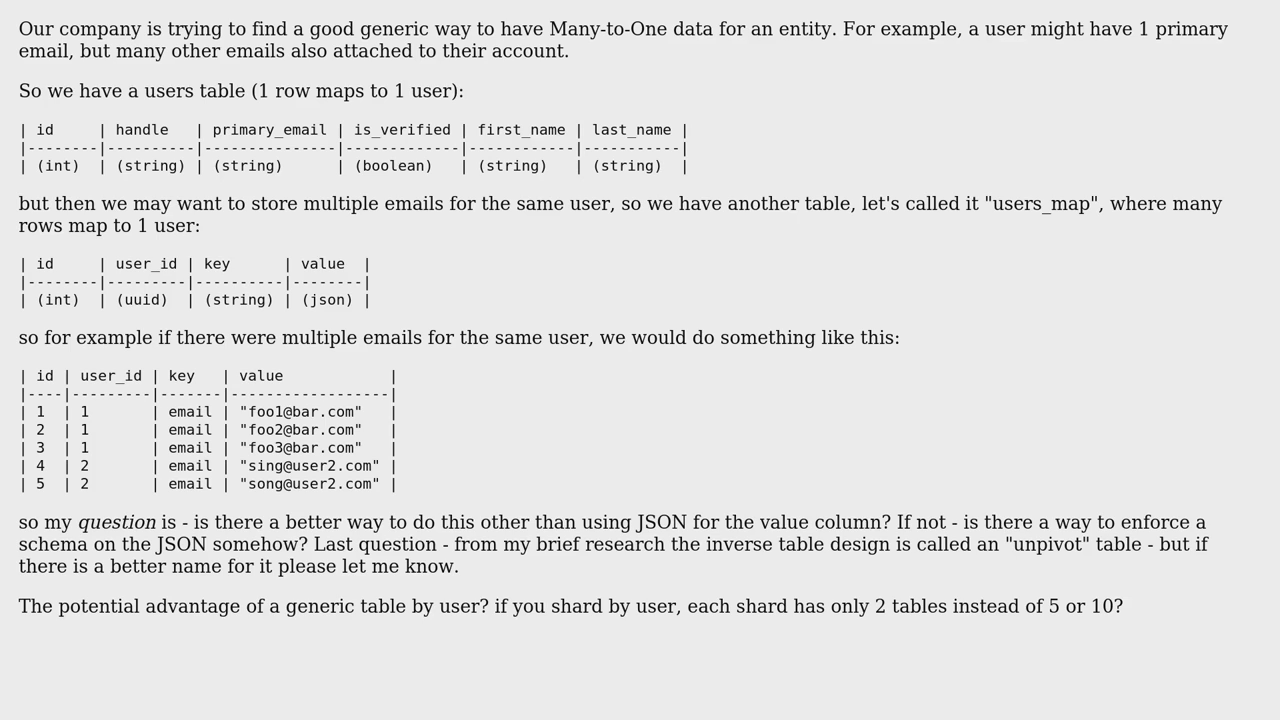 Our company is trying to find a good generic way to have Many-to-One data for an entity. For example, a user might have 1 primary
email, but many other emails also attached to their account.
So we have a users table (1 row maps to 1 user):
| id     | handle   | primary_email | is_verified | first_name | last_name |
|--------|----------|---------------|-------------|------------|-----------|
| (int)  | (string) | (string)      | (boolean)   | (string)   | (string)  |
but then we may want to store multiple emails for the same user, so we have another table, let's called it "users_map", where many
rows map to 1 user:
| id     | user_id | key      | value  |
|--------|---------|----------|--------|
| (int)  | (uuid)  | (string) | (json) |
so for example if there were multiple emails for the same user, we would do something like this:
| id | user_id | key   | value            |
|----|---------|-------|------------------|
| 1  | 1       | email | "foo1@bar.com"   |
| 2  | 1       | email | "foo2@bar.com"   |
| 3  | 1       | email | "foo3@bar.com"   |
| 4  | 2       | email | "sing@user2.com" |
| 5  | 2       | email | "song@user2.com" |
so my question is - is there a better way to do this other than using JSON for the value column? If not - is there a way to enforce a
schema on the JSON somehow? Last question - from my brief research the inverse table design is called an "unpivot" table - but if
there is a better name for it please let me know.
The potential advantage of a generic table by user? if you shard by user, each shard has only 2 tables instead of 5 or 10?